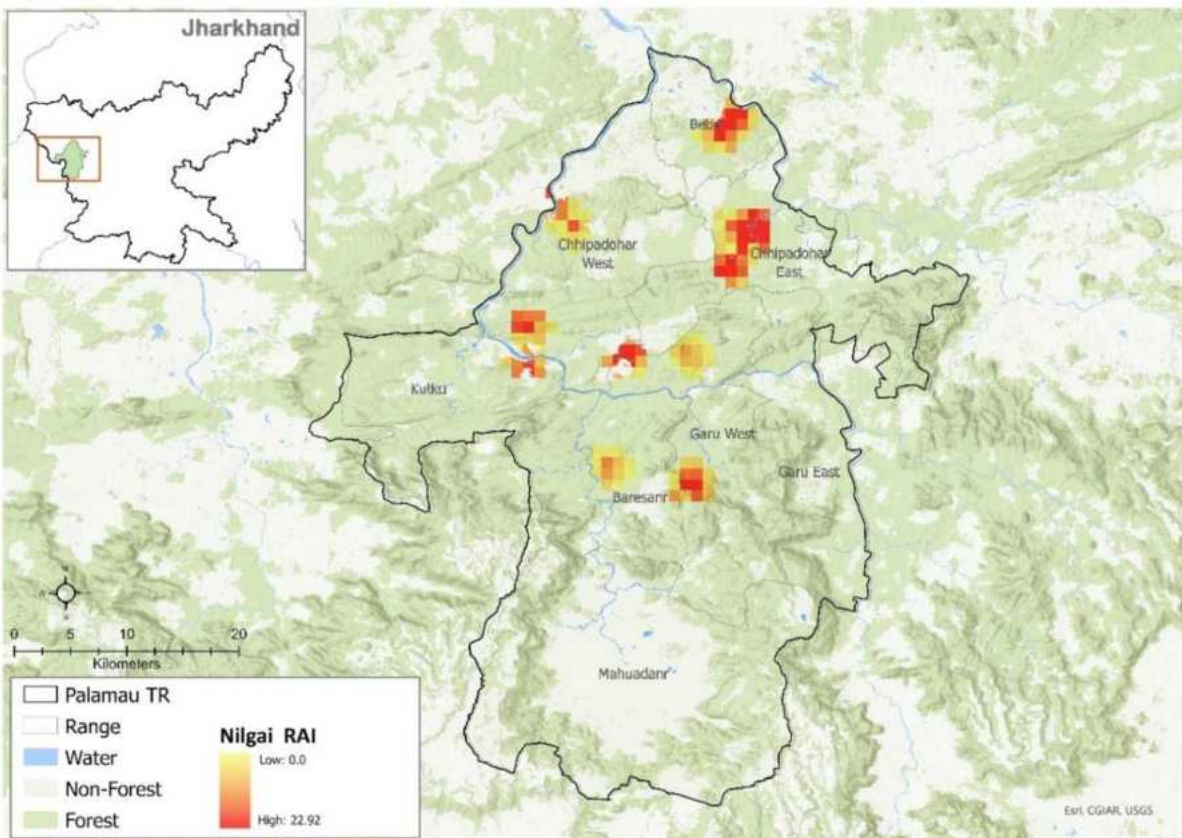 Jharkhand
Chhipadohar
West
Chhipadohar
East
Kutku
Garu West
Garu East
Baresanr
Mahuadanr
0 5 10 20
Kilometers
Palamau TR
Range
Water
Non-Forest
Forest
Nilgai RAI
Low: 0.0
High: 22.92
Esri, CGIAR, USGS